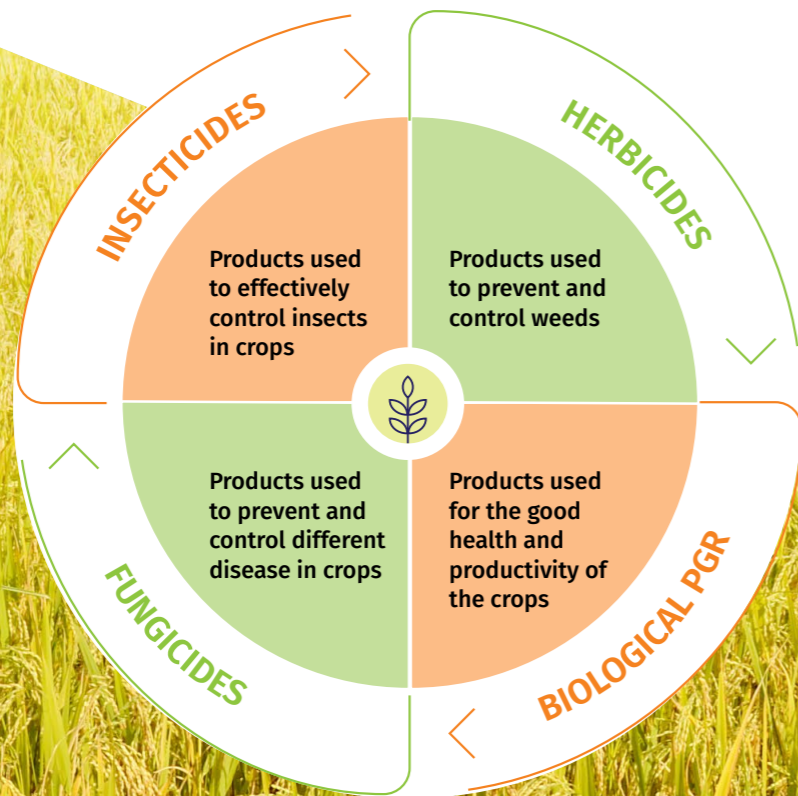 INSECTICIDES
Products used
to effectively
control insects
in crops
HERBICIDES
Products used
to prevent and
control weeds
FUNGICIDES
Products used
to prevent and
control different
disease in crops
BIOLOGICAL PGR
Products used
for the good
health and
productivity of
the crops